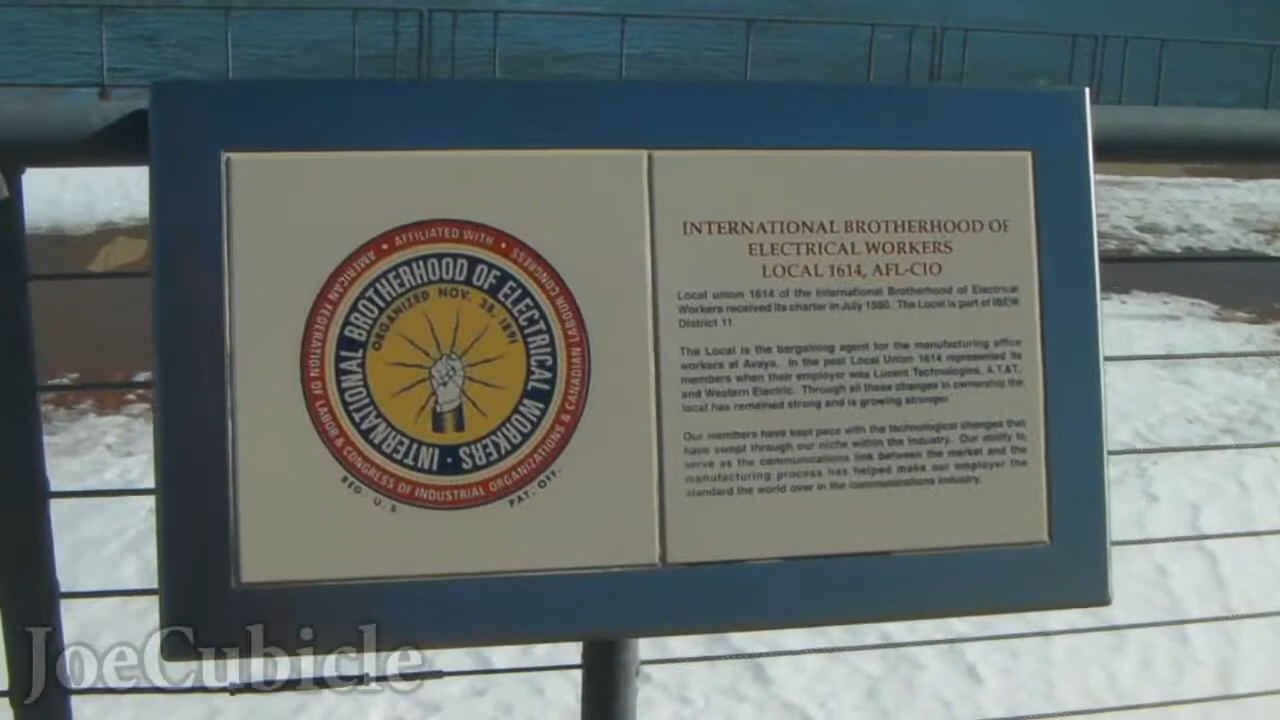 AFFILIATED WITH • AMERICAN FEDERATION OF LABOR & CONGRESS OF INDUSTRIAL ORGANIZATIONS & CANADIAN LABOUR CONGRESS •
INTERNATIONAL BROTHERHOOD OF ELECTRICAL WORKERS •
ORGANIZED NOV. 28, 1891
REG. U.S.
PAT. OFF.
INTERNATIONAL BROTHERHOOD OF
ELECTRICAL WORKERS
LOCAL 1614, AFL-CIO
Local union 1614 of the International Brotherhood of Electrical
Workers received its charter in July 1980. The Local is part of IBEW
District 11.
The Local is the bargaining agent for the manufacturing office
workers at Avaya. In the past Local Union 1614 represented its
members when their employer was Lucent Technologies, A.T.&T.
and Western Electric. Through all these changes in ownership the
local has remained strong and is growing stronger
Our members have kept pace with the technological changes that
have swept through our niche within the industry. Our ability to
serve as the communications link between the market and the
manufacturing process has helped make our employer the
standard the world over in the communications industry.
JoeCubicle